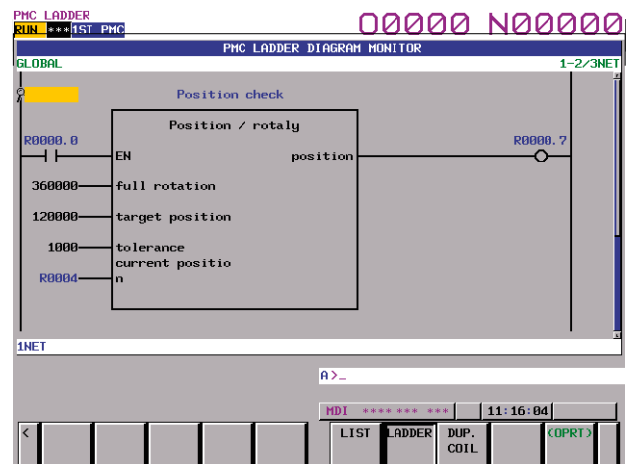 PMC LADDER
O0000 N00000
RUN ***1ST PMC
PMC LADDER DIAGRAM MONITOR
GLOBAL 1-2/3NET
Position check
Position / rotaly
R0000.0 R0000.7
EN position
360000 full rotation
120000 target position
1000 tolerance
current positio
R0004 n
1NET
A>_
MDI **** *** *** 11:16:04
< LIST LADDER DUP. (OPRT)
COIL